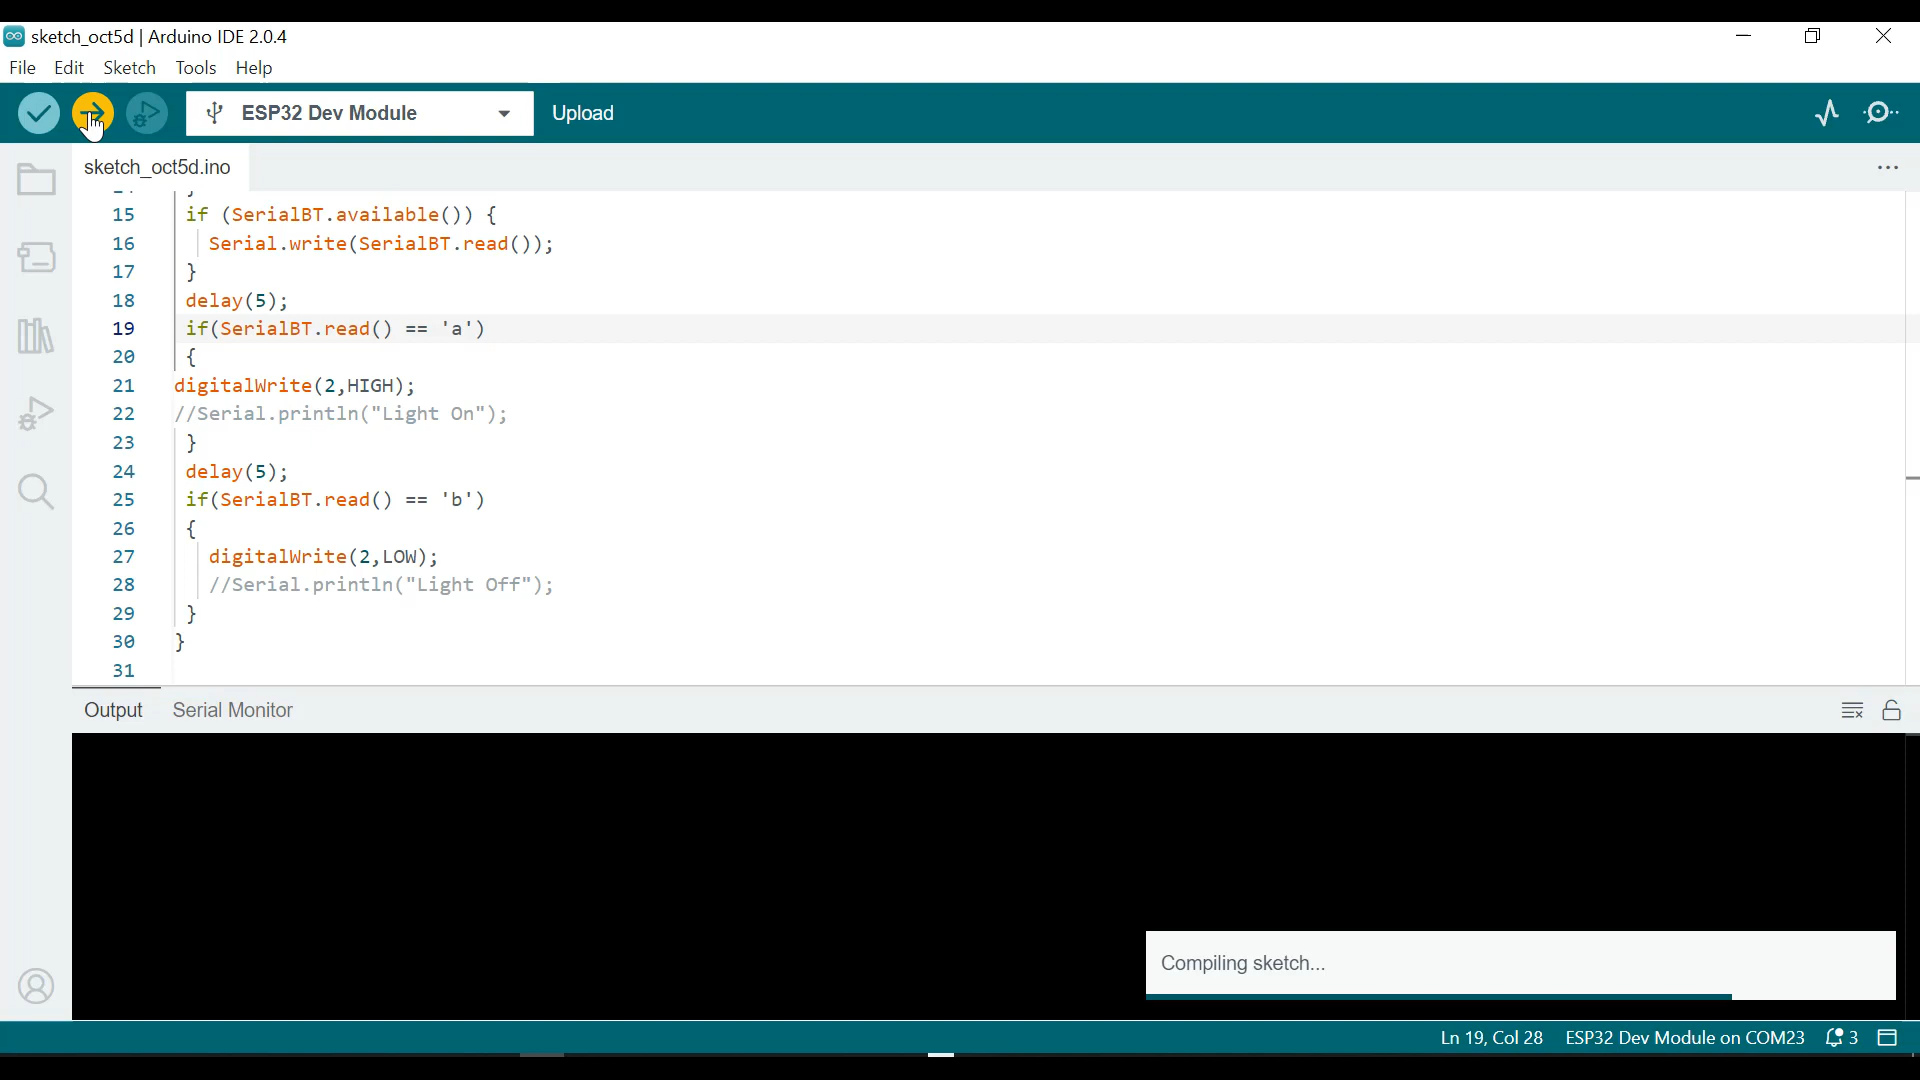 sketch_oct5d | Arduino IDE 2.0.4
File Edit Sketch Tools Help
ESP32 Dev Module Upload
sketch_oct5d.ino
15 if (SerialBT.available()) {
16 Serial.write(SerialBT.read());
17 }
18 delay(5);
19 if(SerialBT.read() == 'a')
20 {
21 digitalWrite(2,HIGH);
22 //Serial.println("Light On");
23 }
24 delay(5);
25 if(SerialBT.read() == 'b')
26 {
27 digitalWrite(2,LOW);
28 //Serial.println("Light Off");
29 }
30 }
31
Output Serial Monitor
Compiling sketch...
Ln 19, Col 28 ESP32 Dev Module on COM23 3